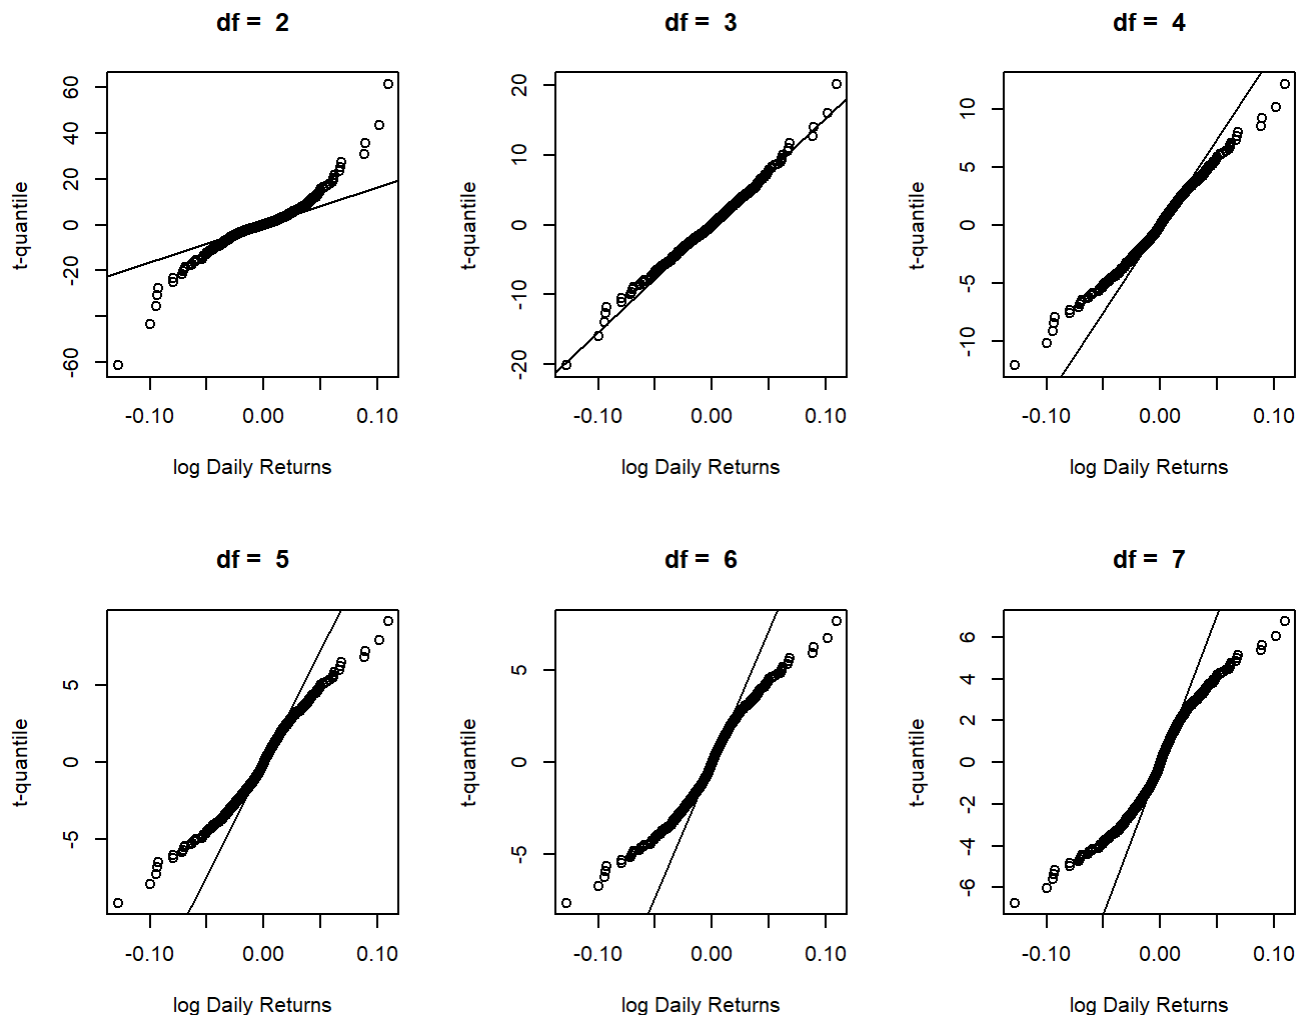 df = 2
df = 3
df = 4
60
40
20
0
-20
-60
t-quantile
-0.10
0.00
0.10
log Daily Returns
20
10
0
-10
-20
t-quantile
-0.10
0.00
0.10
log Daily Returns
10
5
0
-5
-10
t-quantile
-0.10
0.00
0.10
log Daily Returns
df = 5
df = 6
df = 7
5
0
-5
t-quantile
-0.10
0.00
0.10
log Daily Returns
5
0
-5
t-quantile
-0.10
0.00
0.10
log Daily Returns
6
4
2
0
-2
-4
-6
t-quantile
-0.10
0.00
0.10
log Daily Returns